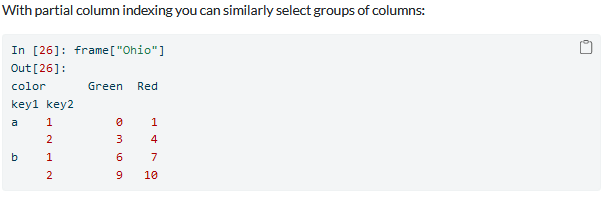 With partial column indexing you can similarly select groups of columns:
In [26]: frame["Ohio"]
Out[26]:
color      Green  Red
key1 key2
a    1         0    1
     2         3    4
b    1         6    7
     2         9   10